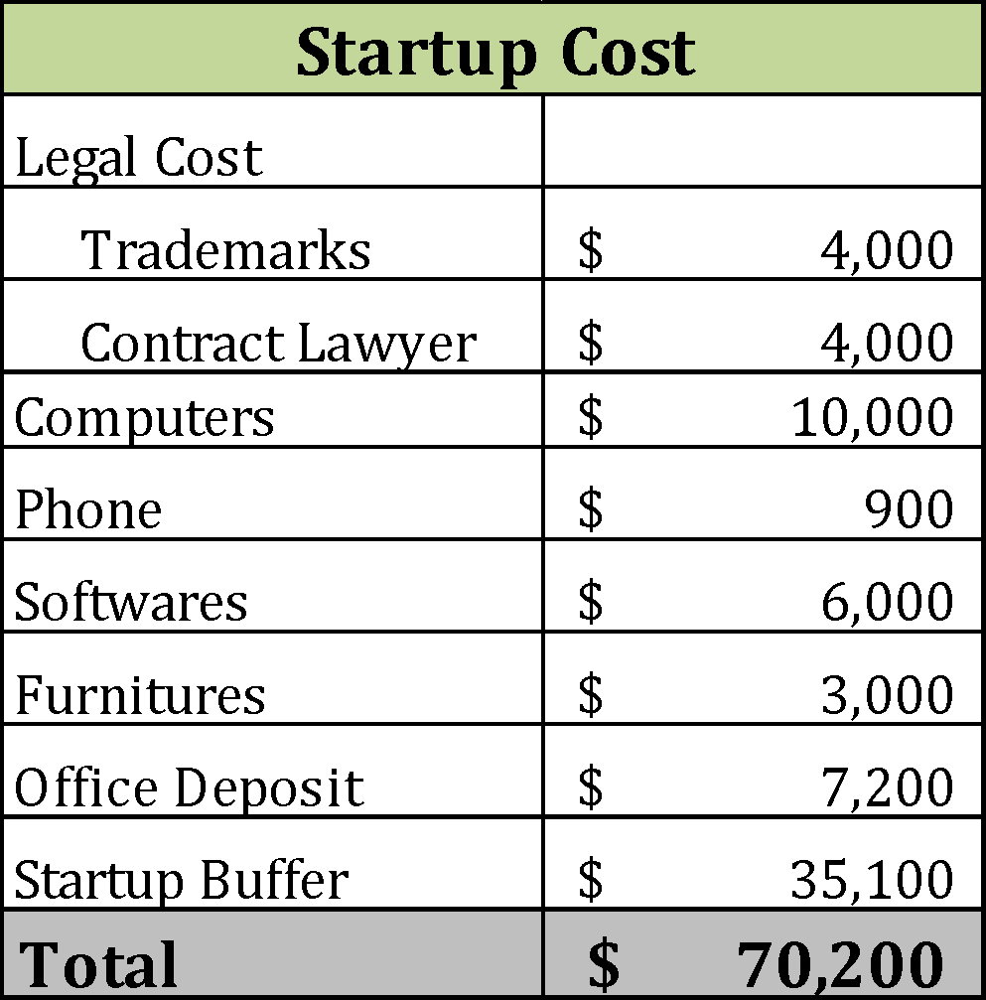 Startup Cost
Legal Cost
Trademarks $ 4,000
Contract Lawyer $ 4,000
Computers $ 10,000
Phone $ 900
Softwares $ 6,000
Furnitures $ 3,000
Office Deposit $ 7,200
Startup Buffer $ 35,100
Total $ 70,200